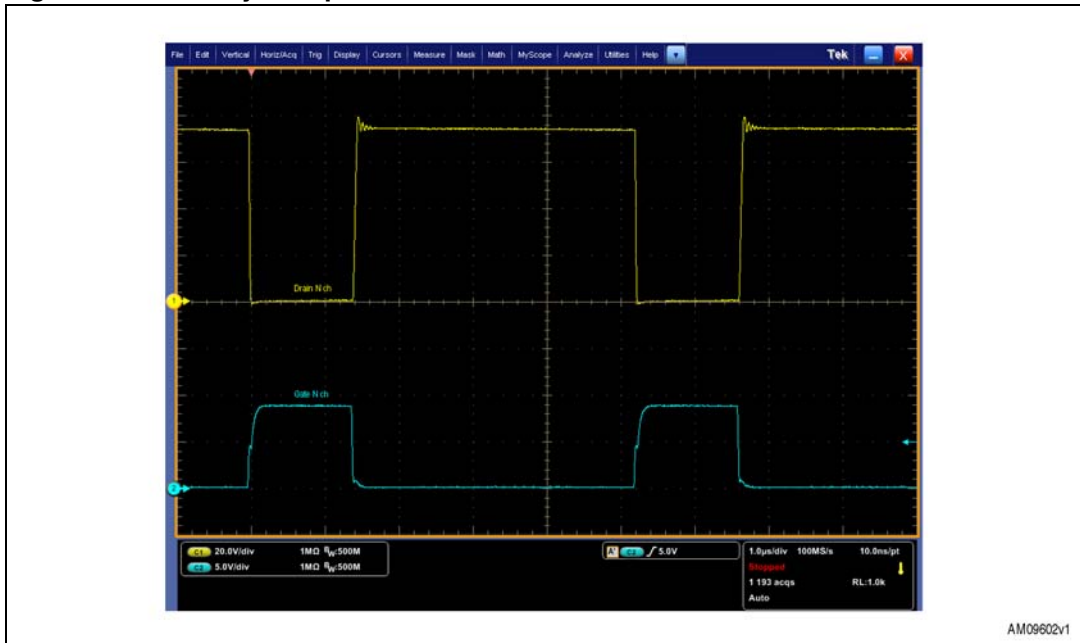 File Edit Vertical Horiz/Acq Trig Display Cursors Measure Mask Math MyScope Analyze Utilities Help
Tek
X
Drain N ch
1
Gate N ch
2
C1 20.0V/div 1MΩ BW:500M
C2 5.0V/div 1MΩ BW:500M
A' C2 5.0V
1.0µs/div 100MS/s 10.0ns/pt
Stopped
1 193 acqs RL:1.0k
Auto
AM09602v1